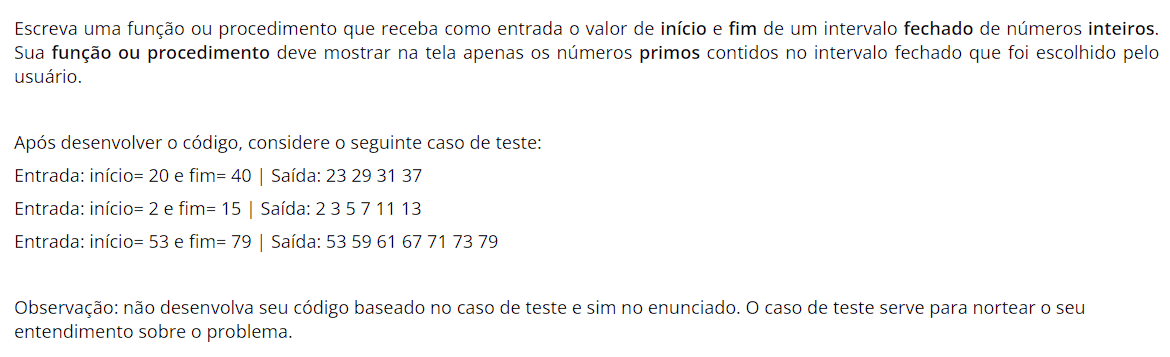 Escreva uma função ou procedimento que receba como entrada o valor de início e fim de um intervalo fechado de números inteiros.
Sua função ou procedimento deve mostrar na tela apenas os números primos contidos no intervalo fechado que foi escolhido pelo
usuário.
Após desenvolver o código, considere o seguinte caso de teste:
Entrada: início= 20 e fim= 40 | Saída: 23 29 31 37
Entrada: início= 2 e fim= 15 | Saída: 2 3 5 7 11 13
Entrada: início= 53 e fim= 79 | Saída: 53 59 61 67 71 73 79
Observação: não desenvolva seu código baseado no caso de teste e sim no enunciado. O caso de teste serve para nortear o seu
entendimento sobre o problema.